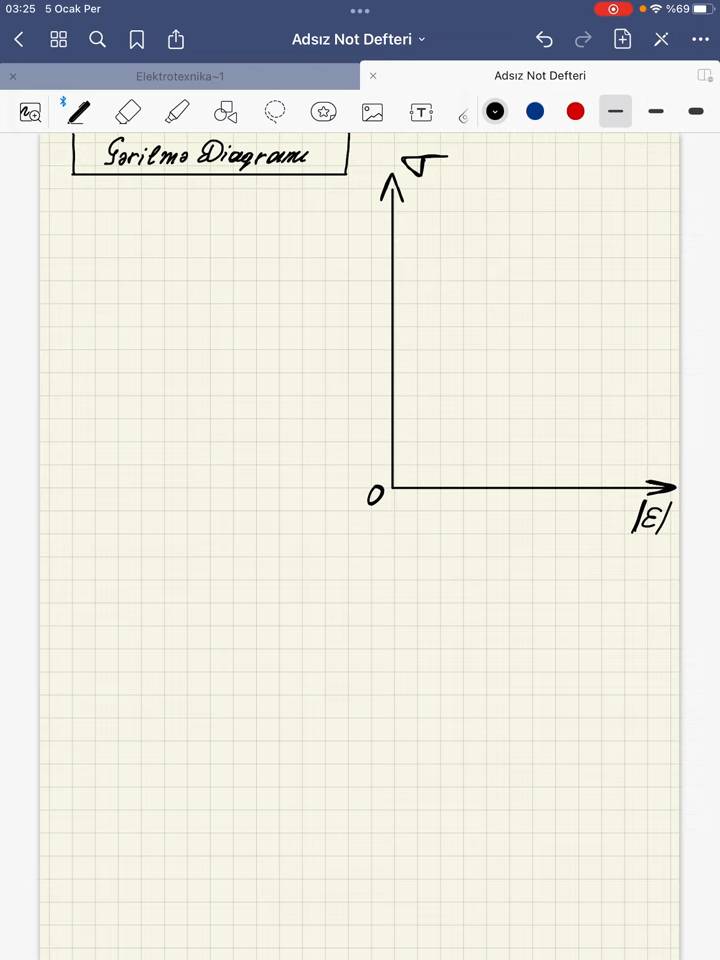 03:25 5 Ocak Per
%69
Adsız Not Defteri
Elektrotexnika~1
Adsız Not Defteri
T
Gərilmə Diaqramı
σ
0
|ε|